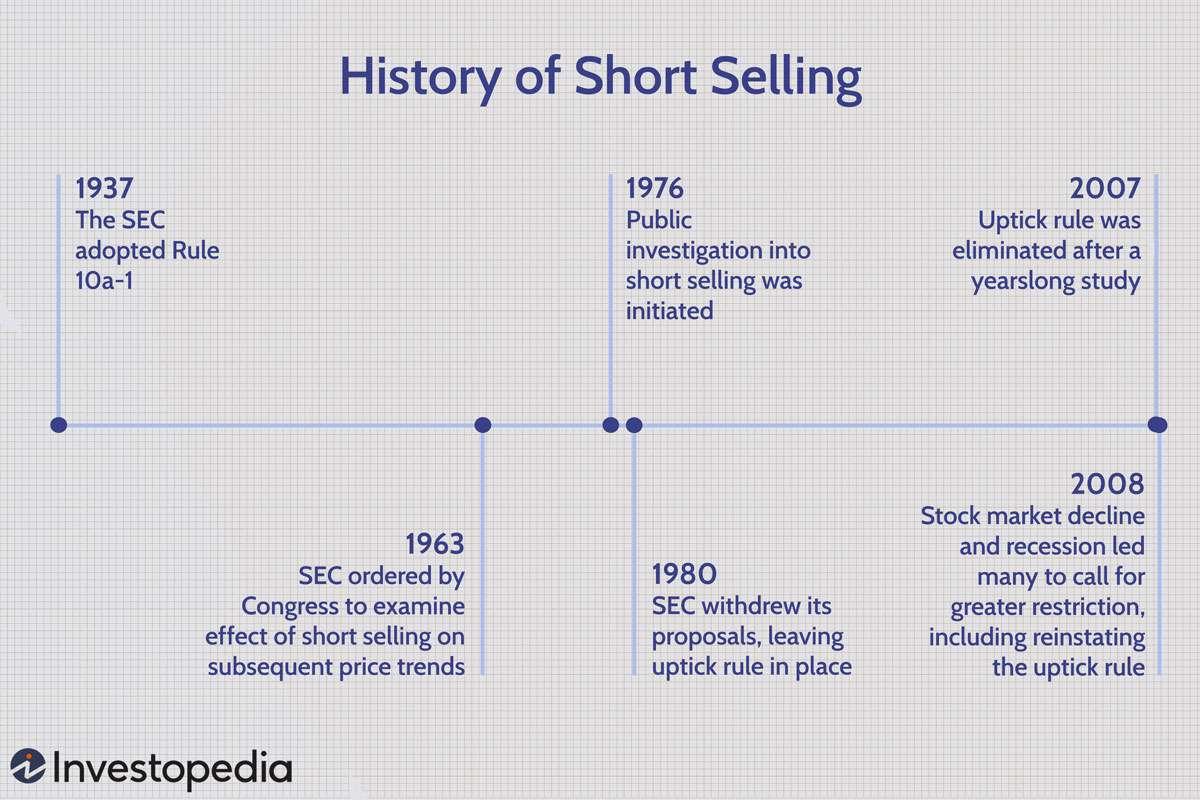 History of Short Selling
1937
The SEC
adopted Rule
10a-1
1976
Public
investigation into
short selling was
initiated
2007
Uptick rule was
eliminated after a
yearslong study
1963
SEC ordered by
Congress to examine
effect of short selling on
subsequent price trends
1980
SEC withdrew its
proposals, leaving
uptick rule in place
2008
Stock market decline
and recession led
many to call for
greater restriction,
including reinstating
the uptick rule
Investopedia